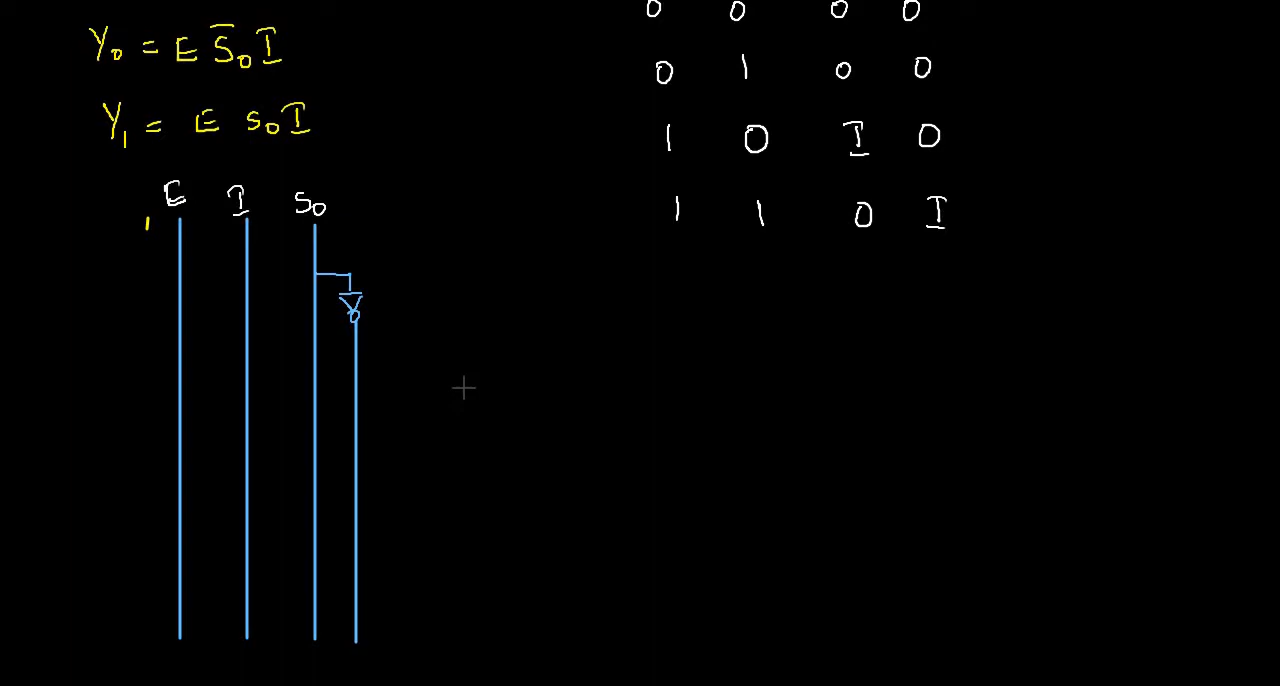 Y₀ = E S̅₀ I
Y₁ = E S₀ I
E I S₀
1
0 0 0 0
0 1 0 0
1 0 I 0
1 1 0 I